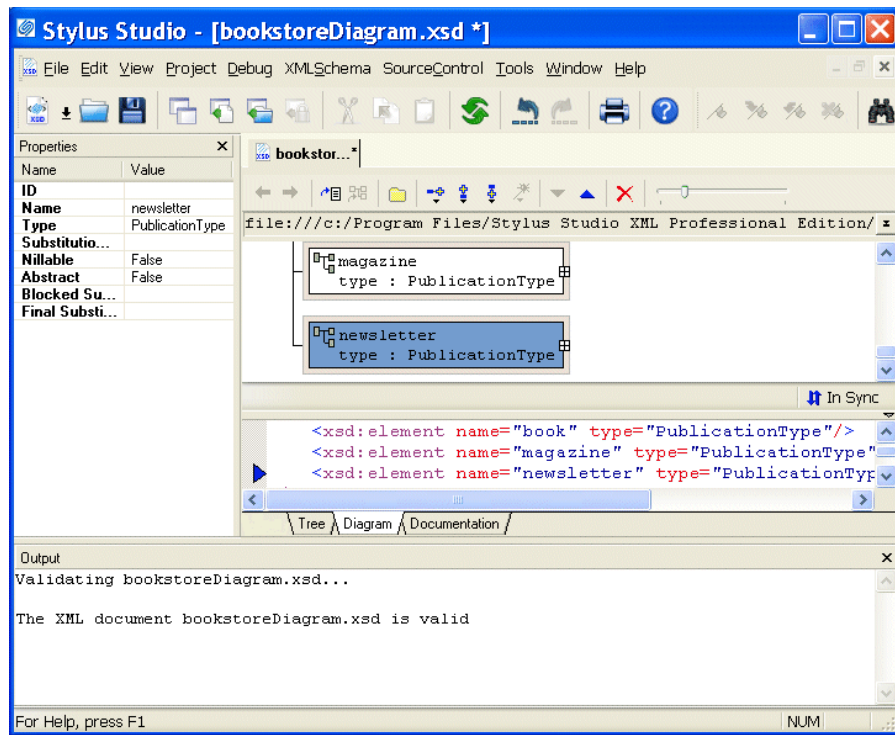 Stylus Studio - [bookstoreDiagram.xsd *]
File Edit View Project Debug XMLSchema SourceControl Tools Window Help
Properties
Name Value
ID
Name newsletter
Type PublicationType
Substitutio...
Nillable False
Abstract False
Blocked Su...
Final Substi...
bookstor...*
file:///c:/Program Files/Stylus Studio XML Professional Edition/
magazine
type : PublicationType
newsletter
type : PublicationType
In Sync
<xsd:element name="book" type="PublicationType"/>
<xsd:element name="magazine" type="PublicationType"
<xsd:element name="newsletter" type="PublicationTyp
Tree Diagram Documentation
Output
Validating bookstoreDiagram.xsd...
The XML document bookstoreDiagram.xsd is valid
For Help, press F1 NUM